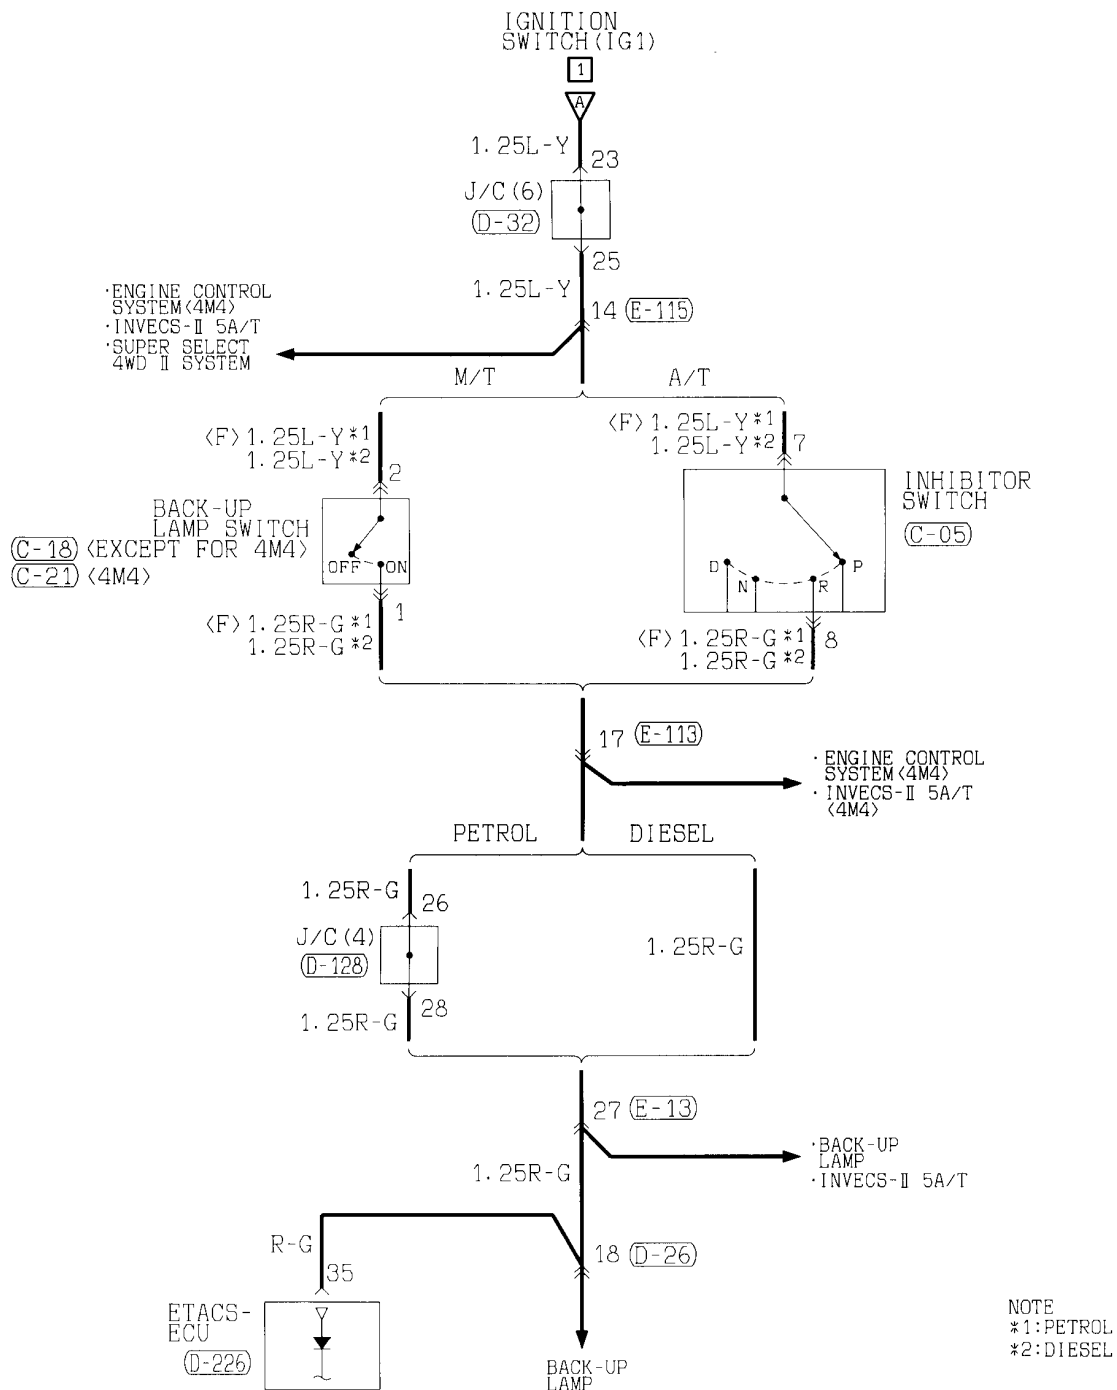 IGNITION
SWITCH(IG1)
1
A
1.25L-Y
23
J/C(6)
D-32
25
1.25L-Y
14 E-115
·ENGINE CONTROL
SYSTEM〈4M4〉
·INVECS-Ⅱ 5A/T
·SUPER SELECT
4WD Ⅱ SYSTEM
M/T
A/T
〈F〉1.25L-Y*1
1.25L-Y*2
2
〈F〉1.25L-Y*1
1.25L-Y*2
7
BACK-UP
LAMP SWITCH
C-18 〈EXCEPT FOR 4M4〉
C-21 〈4M4〉
OFF
ON
1
INHIBITOR
SWITCH
C-05
D
N
R
P
〈F〉1.25R-G*1
1.25R-G*2
〈F〉1.25R-G*1
1.25R-G*2
8
17 E-113
·ENGINE CONTROL
SYSTEM〈4M4〉
·INVECS-Ⅱ 5A/T
〈4M4〉
PETROL
DIESEL
1.25R-G
26
J/C(4)
D-128
28
1.25R-G
1.25R-G
27 E-13
·BACK-UP
LAMP
·INVECS-Ⅱ 5A/T
1.25R-G
R-G
18 D-26
35
ETACS-
ECU
D-226
BACK-UP
LAMP
NOTE
*1:PETROL
*2:DIESEL